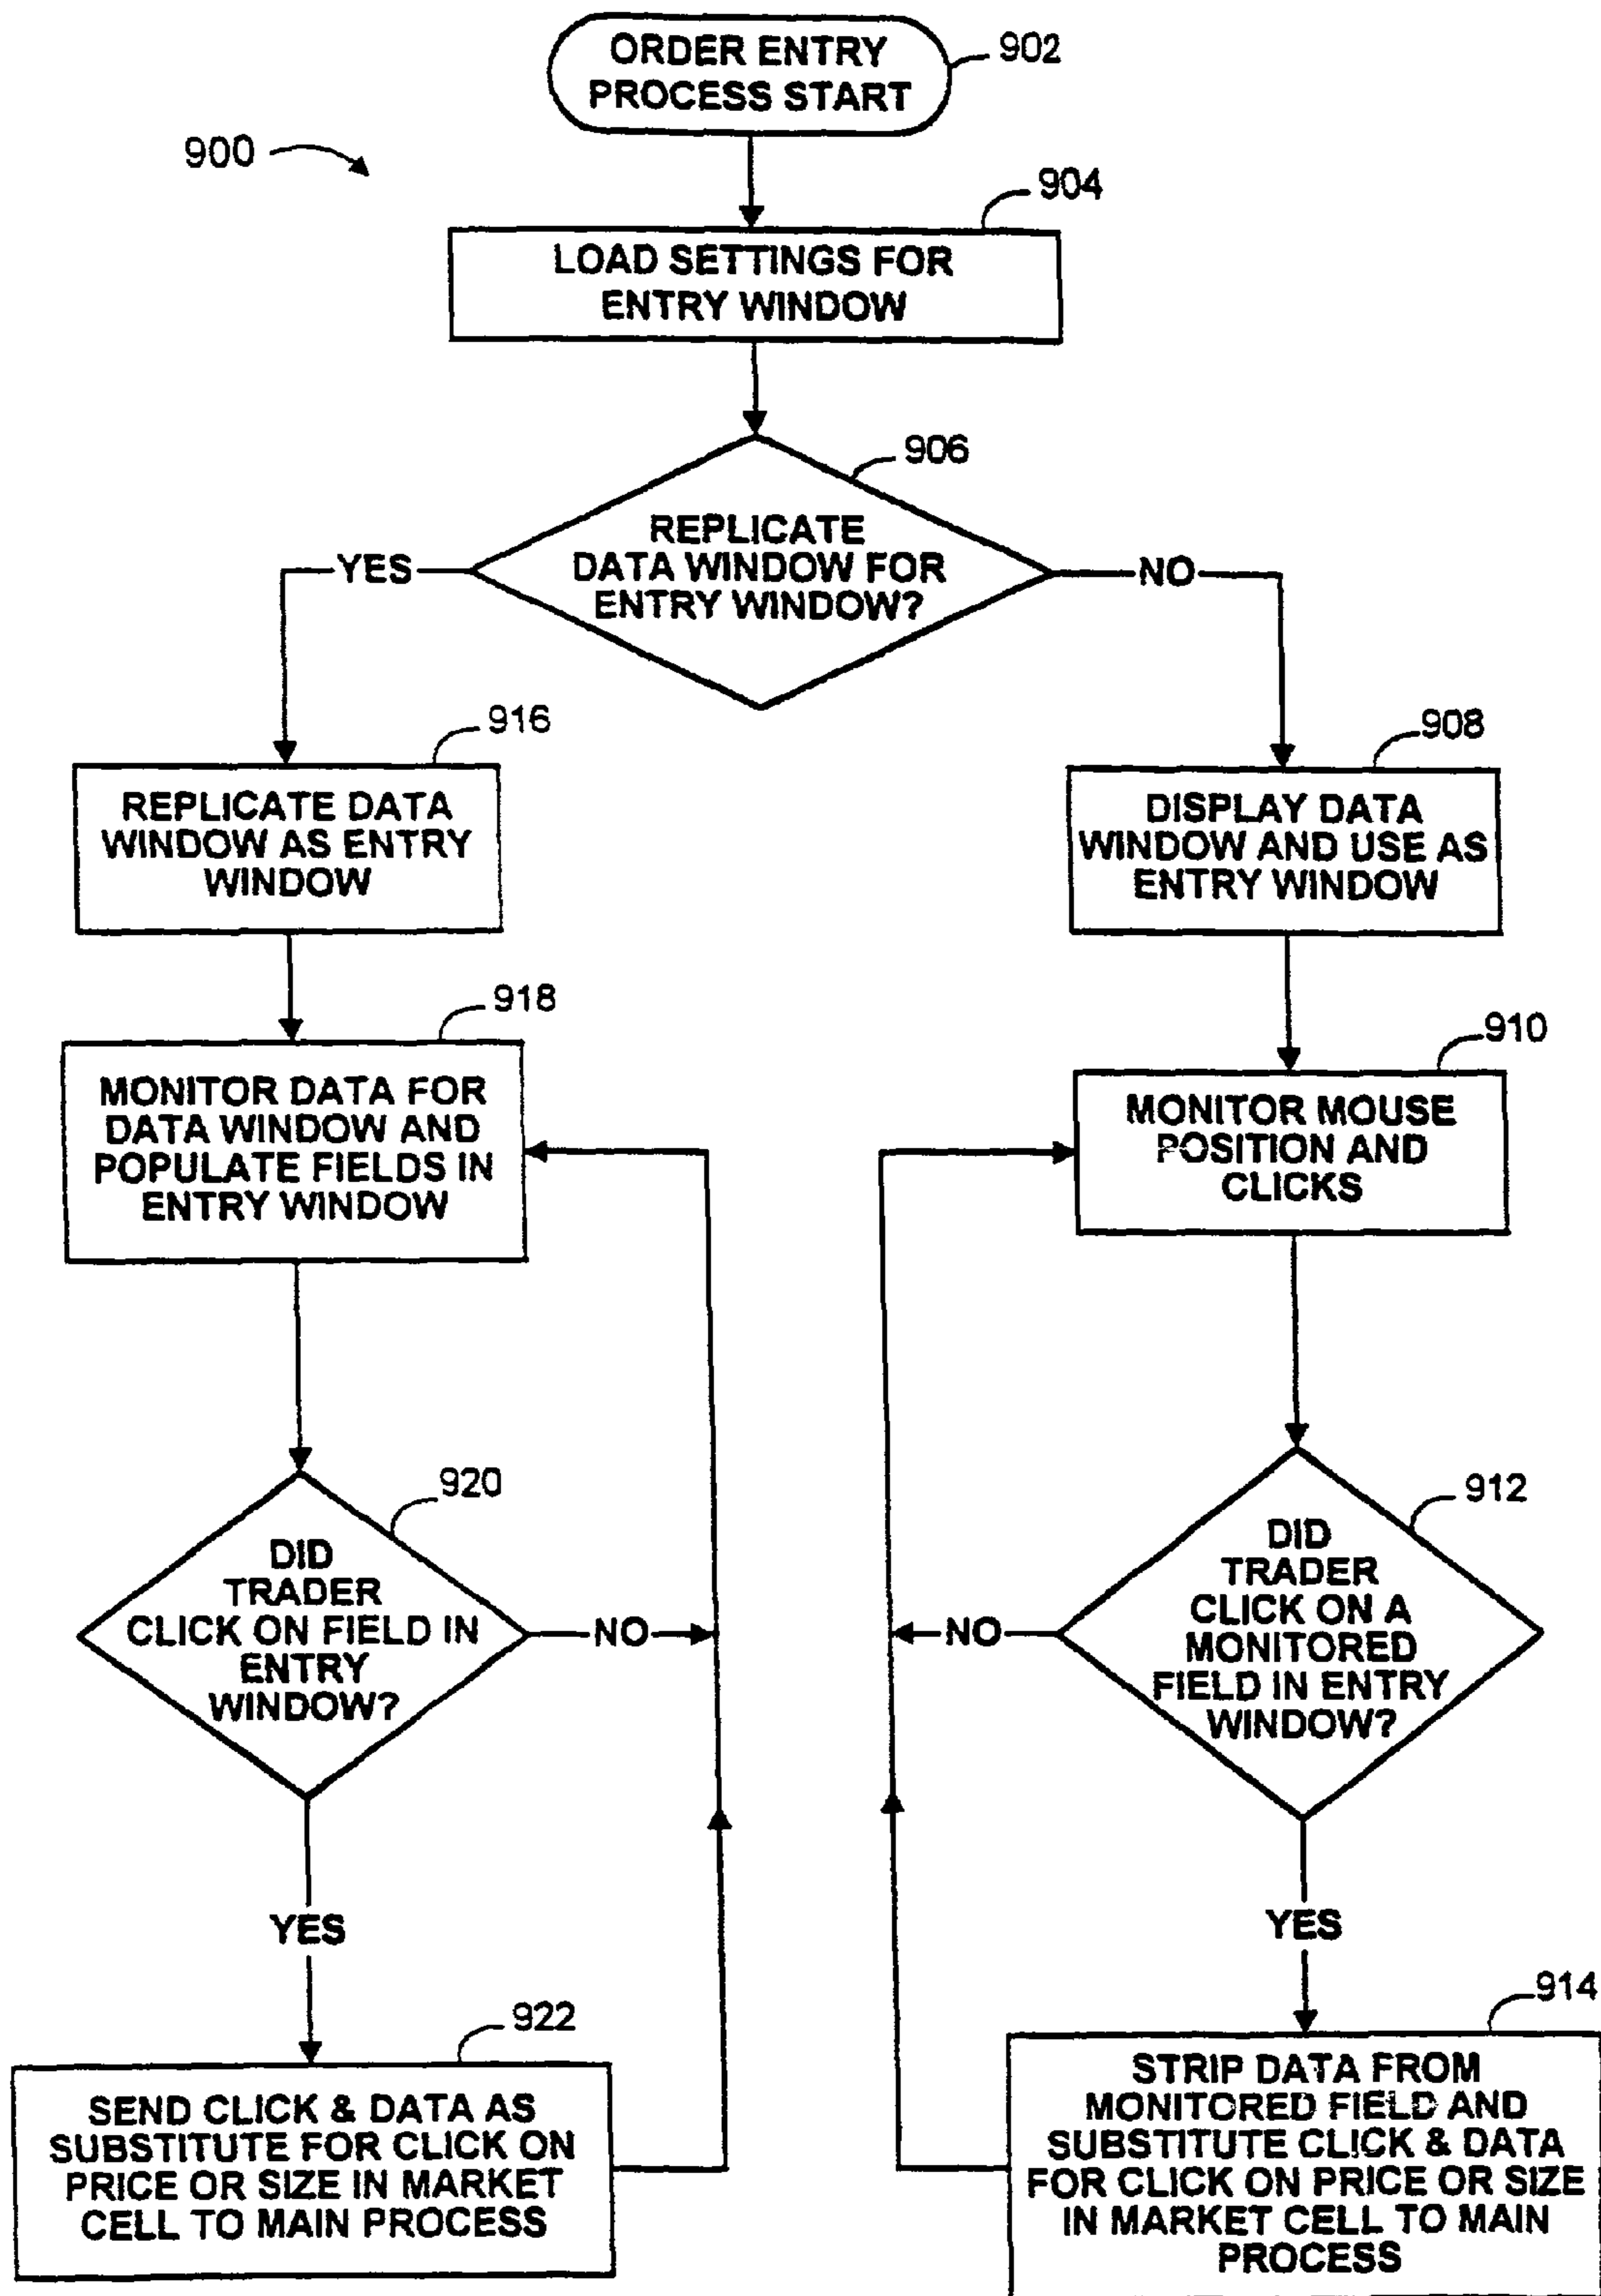 ORDER ENTRY
PROCESS START
902
900
904
LOAD SETTINGS FOR
ENTRY WINDOW
906
REPLICATE
DATA WINDOW FOR
ENTRY WINDOW?
YES
NO
916
908
REPLICATE DATA
WINDOW AS ENTRY
WINDOW
DISPLAY DATA
WINDOW AND USE AS
ENTRY WINDOW
918
910
MONITOR DATA FOR
DATA WINDOW AND
POPULATE FIELDS IN
ENTRY WINDOW
MONITOR MOUSE
POSITION AND
CLICKS
920
912
DID
TRADER
CLICK ON FIELD IN
ENTRY
WINDOW?
NO
NO
DID
TRADER
CLICK ON A
MONITORED
FIELD IN ENTRY
WINDOW?
YES
YES
922
914
SEND CLICK & DATA AS
SUBSTITUTE FOR CLICK ON
PRICE OR SIZE IN MARKET
CELL TO MAIN PROCESS
STRIP DATA FROM
MONITORED FIELD AND
SUBSTITUTE CLICK & DATA
FOR CLICK ON PRICE OR SIZE
IN MARKET CELL TO MAIN
PROCESS